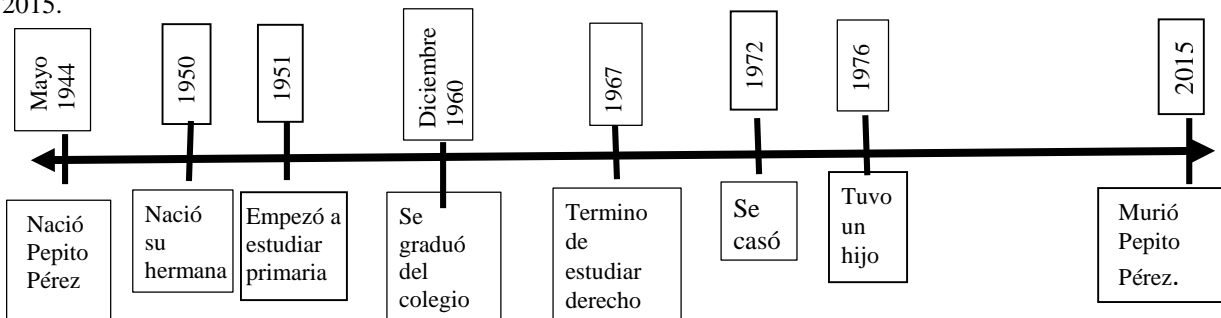 2015.
Mayo
1944
1950
1951
Diciembre
1960
1967
1972
1976
2015
Nació
Pepito
Pérez
Nació
su
hermana
Empezó a
estudiar
primaria
Se
graduó
del
colegio
Termino
de
estudiar
derecho
Se
casó
Tuvo
un
hijo
Murió
Pepito
Pérez.